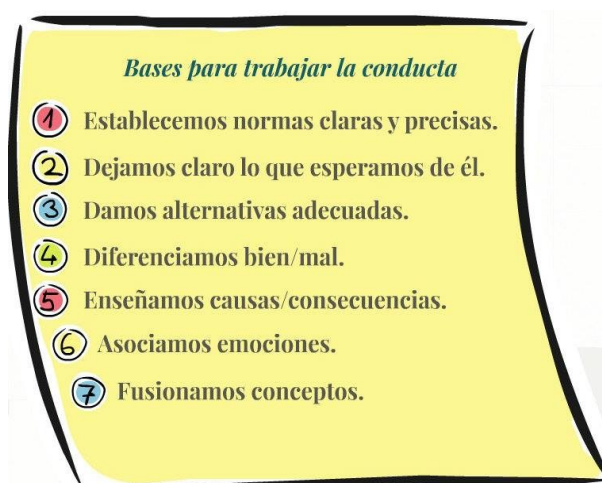 Bases para trabajar la conducta
1 Establecemos normas claras y precisas.
2 Dejamos claro lo que esperamos de él.
3 Damos alternativas adecuadas.
4 Diferenciamos bien/mal.
5 Enseñamos causas/consecuencias.
6 Asociamos emociones.
7 Fusionamos conceptos.